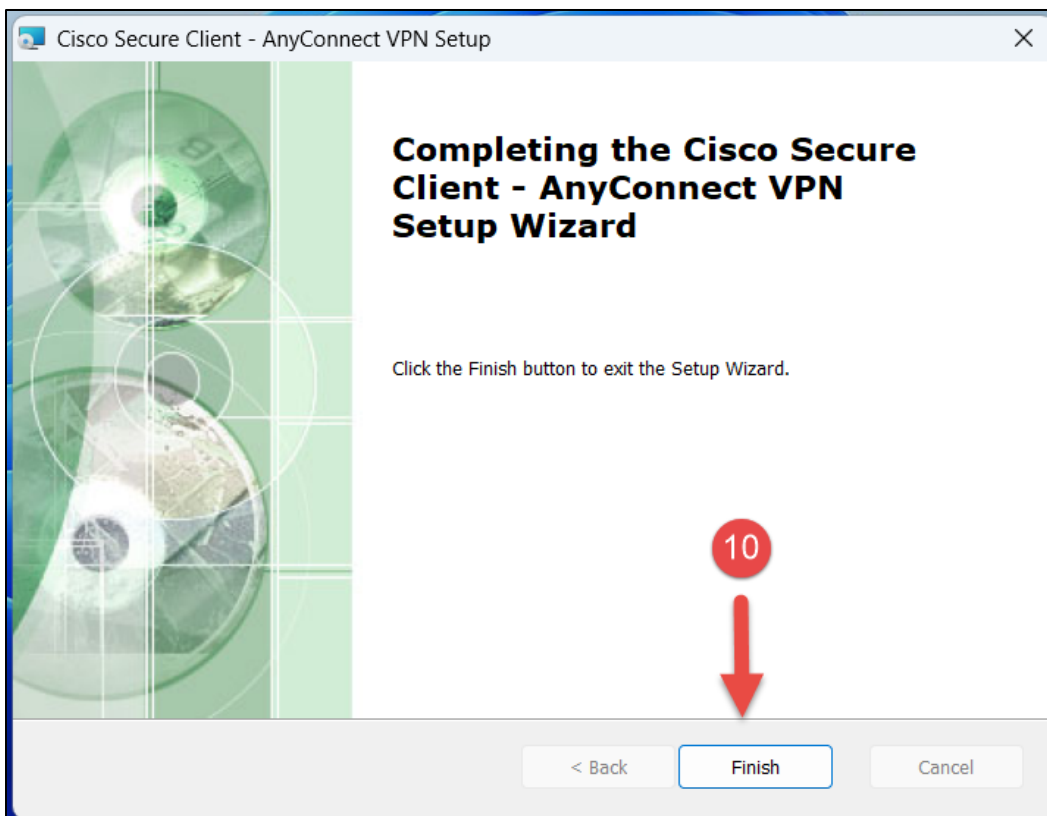 Cisco Secure Client - AnyConnect VPN Setup
Completing the Cisco Secure
Client - AnyConnect VPN
Setup Wizard
Click the Finish button to exit the Setup Wizard.
10
< Back Finish Cancel